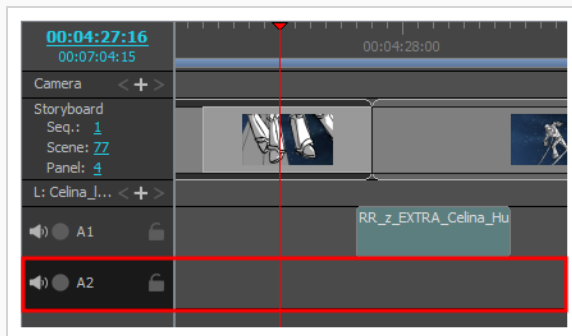 00:04:27:16
00:07:04:15
00:04:28:00
Camera < + >
Storyboard
Seq.: 1
Scene: 77
Panel: 4
L: Celina_l... < + >
A1
RR_z_EXTRA_Celina_Hu
A2